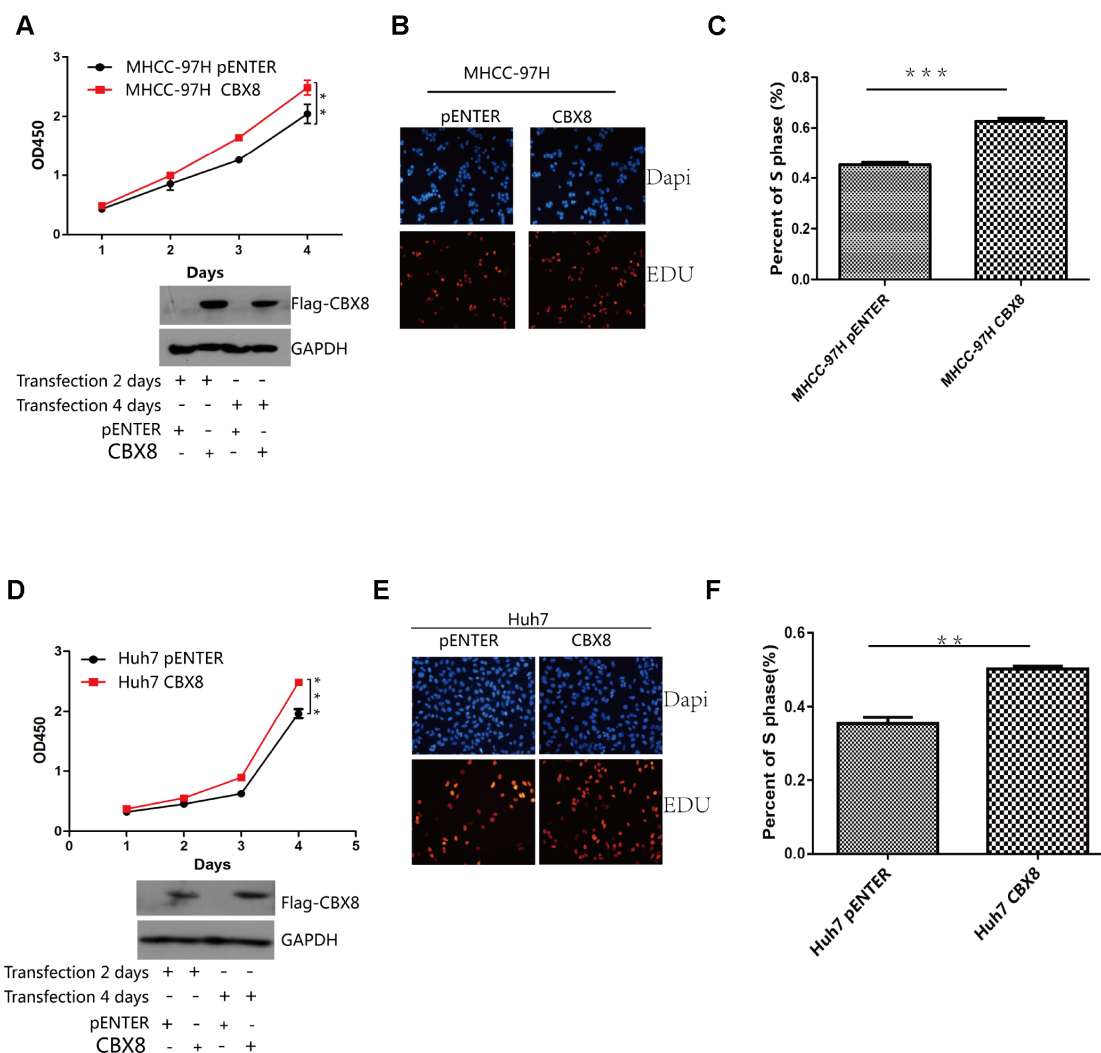 A
3
2
1
0
OD450
MHCC-97H pENTER
MHCC-97H CBX8
* *
1 2 3 4
Days
Flag-CBX8
GAPDH
Transfection 2 days + + - -
Transfection 4 days - - + +
pENTER + - + -
CBX8 - + - +
B
MHCC-97H
pENTER CBX8
Dapi
EDU
C
Percent of S phase (%)
0.8
0.6
0.4
0.2
0.0
* * *
MHCC-97H pENTER
MHCC-97H CBX8
D
3
2
1
0
OD450
Huh7 pENTER
Huh7 CBX8
* * *
0 1 2 3 4 5
Days
Flag-CBX8
GAPDH
Transfection 2 days + + - -
Transfection 4 days - - + +
pENTER + - + -
CBX8 - + - +
E
Huh7
pENTER CBX8
Dapi
EDU
F
Percent of S phase(%)
0.6
0.4
0.2
0.0
* *
Huh7 pENTER
Huh7 CBX8